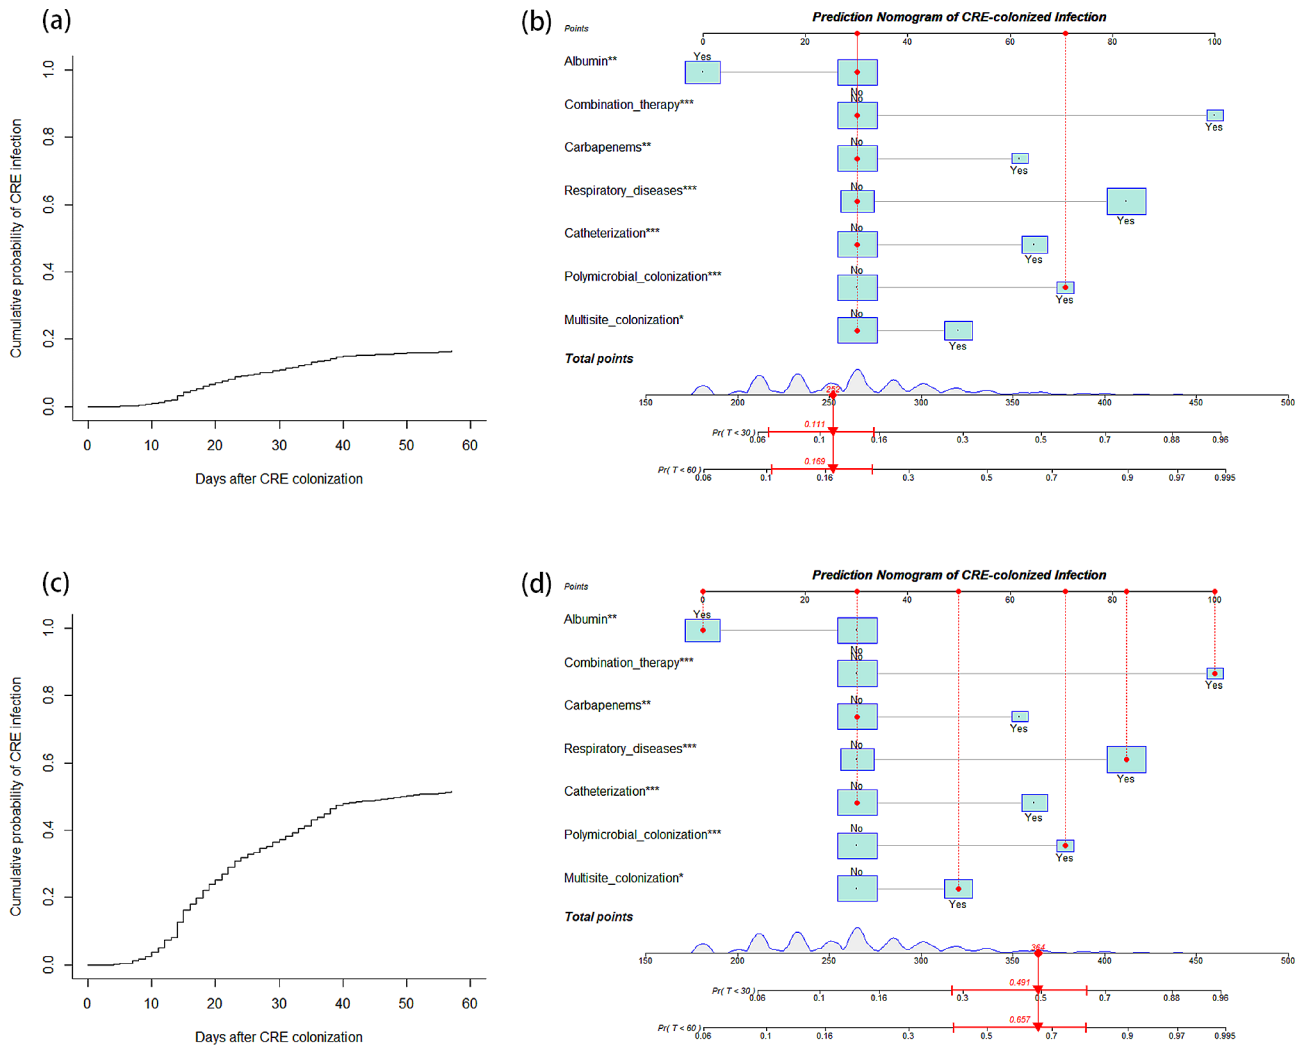 (a)
1.0
0.8
0.6
0.4
0.2
0.0
Cumulative probability of CRE infection
0 10 20 30 40 50 60
Days after CRE colonization
(b)
Prediction Nomogram of CRE-colonized Infection
Points
0 20 40 60 80 100
Albumin**
Yes
No
Combination_therapy***
No
Yes
Carbapenems**
No
Yes
Respiratory_diseases***
No
Yes
Catheterization***
No
Yes
Polymicrobial_colonization***
No
Yes
Multisite_colonization*
No
Yes
Total points
252
150 200 250 300 350 400 450 500
0.111
Pr( T < 30 )
0.06 0.1 0.16 0.3 0.5 0.7 0.88 0.96
0.169
Pr( T < 60 )
0.06 0.1 0.16 0.3 0.5 0.7 0.9 0.97 0.995
(c)
1.0
0.8
0.6
0.4
0.2
0.0
Cumulative probability of CRE infection
0 10 20 30 40 50 60
Days after CRE colonization
(d)
Prediction Nomogram of CRE-colonized Infection
Points
0 20 40 60 80 100
Albumin**
Yes
No
Combination_therapy***
No
Yes
Carbapenems**
No
Yes
Respiratory_diseases***
No
Yes
Catheterization***
No
Yes
Polymicrobial_colonization***
No
Yes
Multisite_colonization*
No
Yes
Total points
364
150 200 250 300 350 400 450 500
0.491
Pr( T < 30 )
0.06 0.1 0.16 0.3 0.5 0.7 0.88 0.96
0.657
Pr( T < 60 )
0.06 0.1 0.16 0.3 0.5 0.7 0.9 0.97 0.995